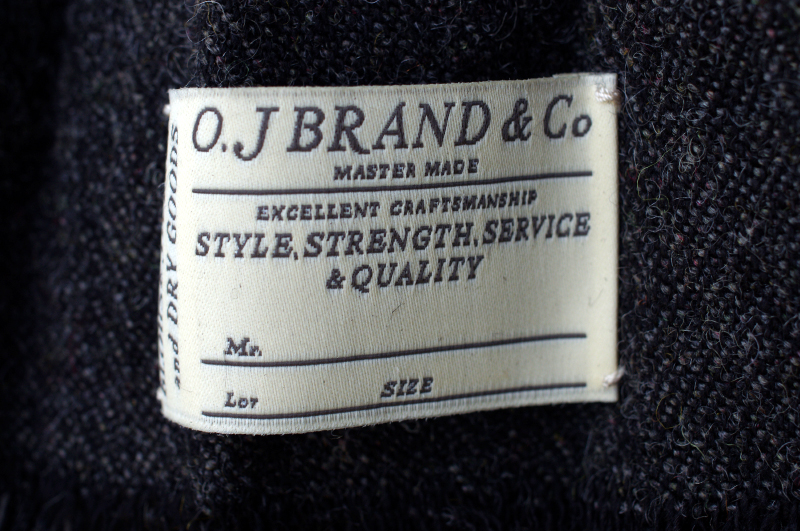 O.J BRAND & Co
MASTER MADE
EXCELLENT CRAFTSMANSHIP
STYLE, STRENGTH, SERVICE
& QUALITY
Mr.
LOT SIZE
and DRY GOODS